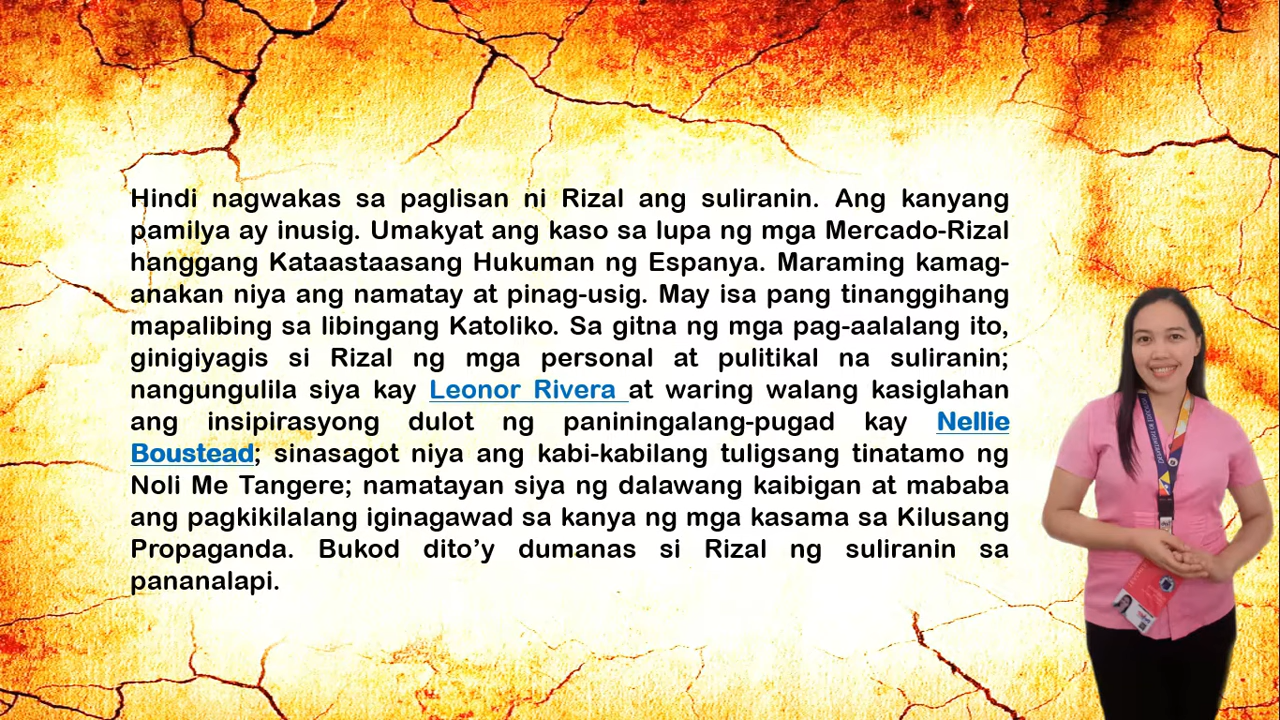 Hindi nagwakas sa paglisan ni Rizal ang suliranin. Ang kanyang
pamilya ay inusig. Umakyat ang kaso sa lupa ng mga Mercado-Rizal
hanggang Kataastaasang Hukuman ng Espanya. Maraming kamag-
anakan niya ang namatay at pinag-usig. May isa pang tinanggihang
mapalibing sa libingang Katoliko. Sa gitna ng mga pag-aalalang ito,
ginigiyagis si Rizal ng mga personal at pulitikal na suliranin;
nangungulila siya kay Leonor Rivera at waring walang kasiglahan
ang insipirasyong dulot ng paniningalang-pugad kay Nellie
Boustead; sinasagot niya ang kabi-kabilang tuligsang tinatamo ng
Noli Me Tangere; namatayan siya ng dalawang kaibigan at mababa
ang pagkikilalang iginagawad sa kanya ng mga kasama sa Kilusang
Propaganda. Bukod dito’y dumanas si Rizal ng suliranin sa
pananalapi.